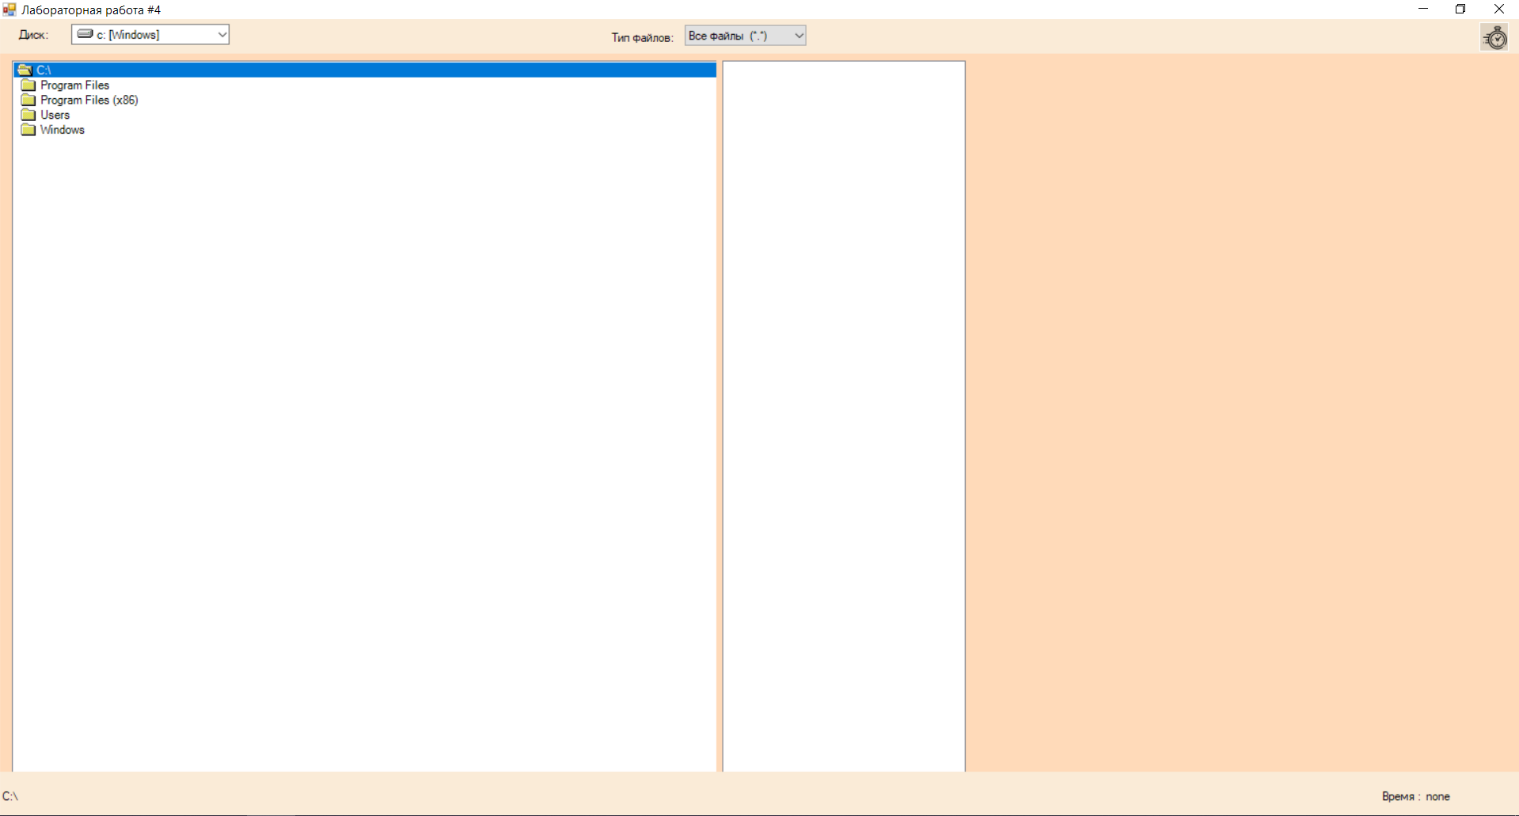 Лабораторная работа #4
Диск: c: [Windows] Тип файлов: Все файлы (*.*)
C:\
Program Files
Program Files (x86)
Users
Windows
C:\ Время : none